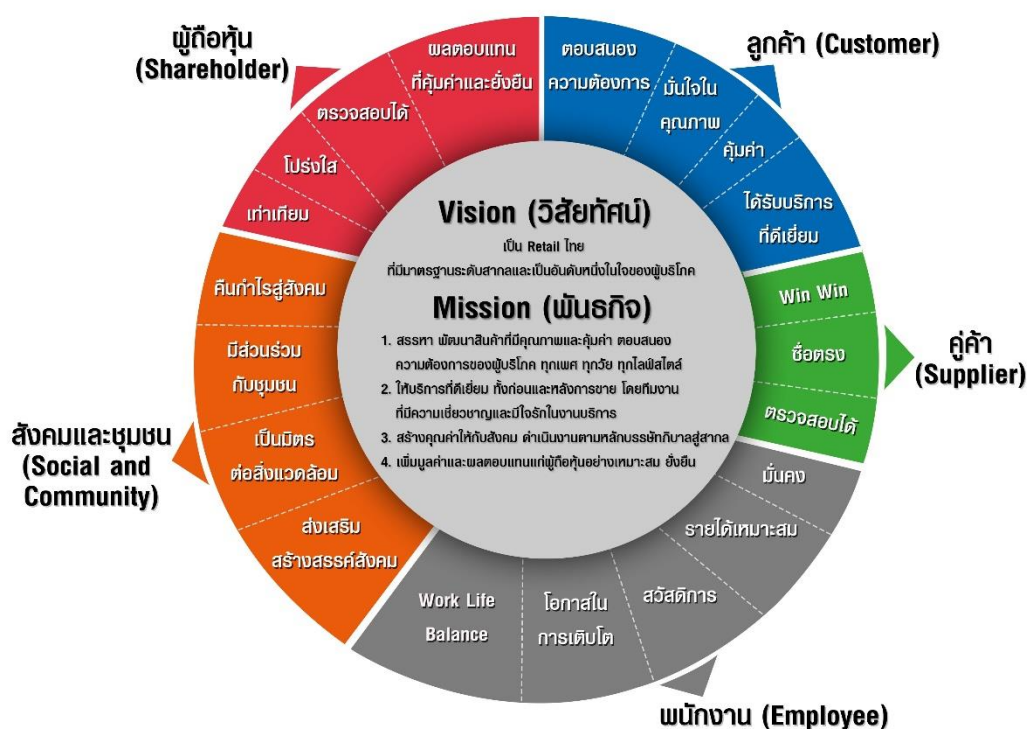 ผู้ถือหุ้น
(Shareholder)
ผลตอบแทน
ที่คุ้มค่าและยั่งยืน
ตรวจสอบได้
โปร่งใส
เท่าเทียม
ลูกค้า (Customer)
ตอบสนอง
ความต้องการ
มั่นใจใน
คุณภาพ
คุ้มค่า
ได้รับบริการ
ที่ดีเยี่ยม
คู่ค้า
(Supplier)
Win Win
ซื่อตรง
ตรวจสอบได้
พนักงาน (Employee)
มั่นคง
รายได้เหมาะสม
สวัสดิการ
โอกาสใน
การเติบโต
Work Life
Balance
สังคมและชุมชน
(Social and
Community)
คืนกำไรสู่สังคม
มีส่วนร่วม
กับชุมชน
เป็นมิตร
ต่อสิ่งแวดล้อม
ส่งเสริม
สร้างสรรค์สังคม
Vision (วิสัยทัศน์)
เป็น Retail ไทย
ที่มีมาตรฐานระดับสากลและเป็นอันดับหนึ่งในใจของผู้บริโภค
Mission (พันธกิจ)
1. สรรหา พัฒนาสินค้าที่มีคุณภาพและคุ้มค่า ตอบสนอง
ความต้องการของผู้บริโภค ทุกเพศ ทุกวัย ทุกไลฟ์สไตล์
2. ให้บริการที่ดีเยี่ยม ทั้งก่อนและหลังการขาย โดยทีมงาน
ที่มีความเชี่ยวชาญและมีใจรักในงานบริการ
3. สร้างคุณค่าให้กับสังคม ดำเนินงานตามหลักบรรษัทภิบาลสู่สากล
4. เพิ่มมูลค่าและผลตอบแทนแก่ผู้ถือหุ้นอย่างเหมาะสม ยั่งยืน